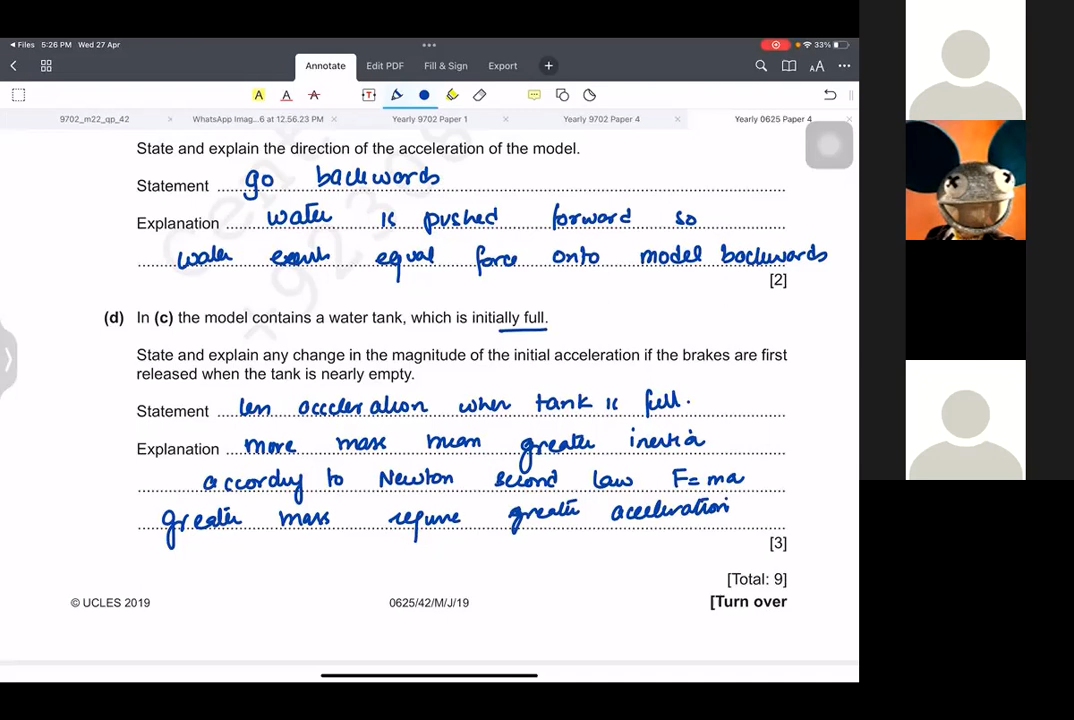 Files 5:26 PM Wed 27 Apr 33%
Annotate Edit PDF Fill & Sign Export
9702_m22_qp_42 WhatsApp Imag...6 at 12.56.23 PM Yearly 9702 Paper 1 Yearly 9702 Paper 4 Yearly 0625 Paper 4
State and explain the direction of the acceleration of the model.
Statement go backwards
Explanation water is pushed forward so
water equal force onto model backwards
[2]
(d) In (c) the model contains a water tank, which is initially full.
State and explain any change in the magnitude of the initial acceleration if the brakes are first
released when the tank is nearly empty.
Statement less acceleration when tank is full.
Explanation more mass mean greater inertia
according to Newton second law F=ma
greater mass require greater acceleration
[3]
[Total: 9]
© UCLES 2019 0625/42/M/J/19 [Turn over